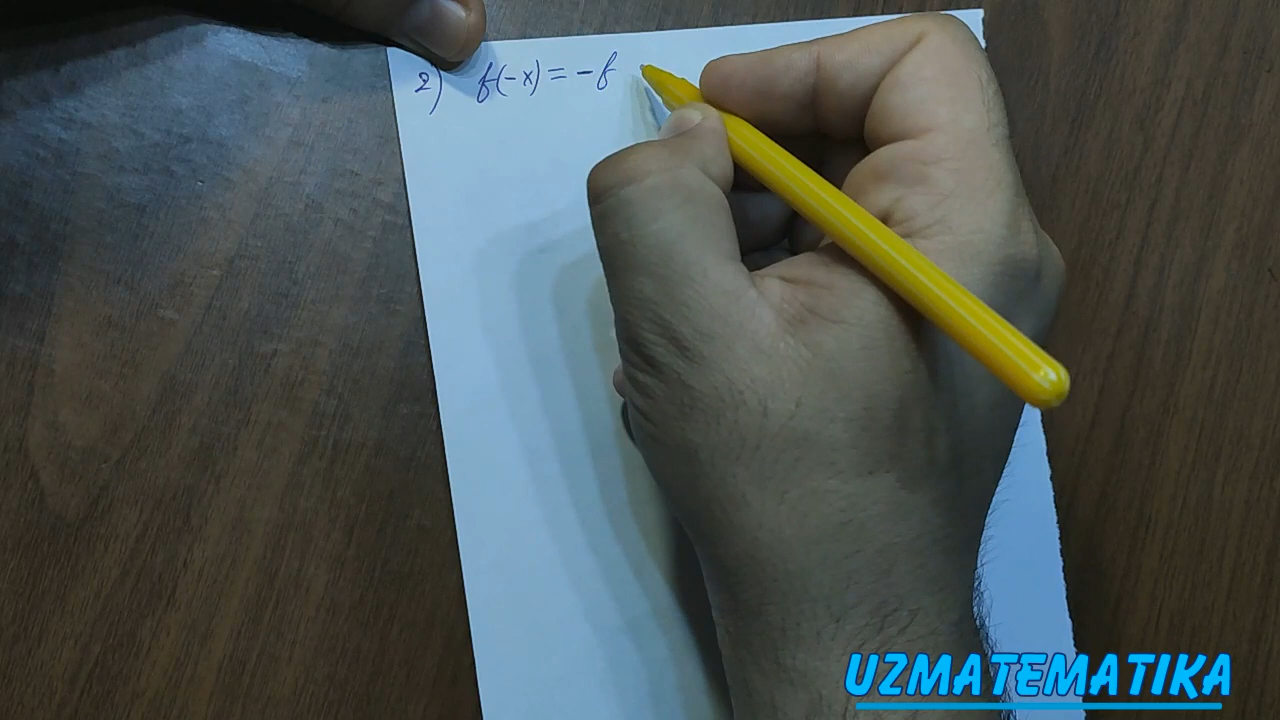 2) f(-x) = -f
UZMATEMATIKA